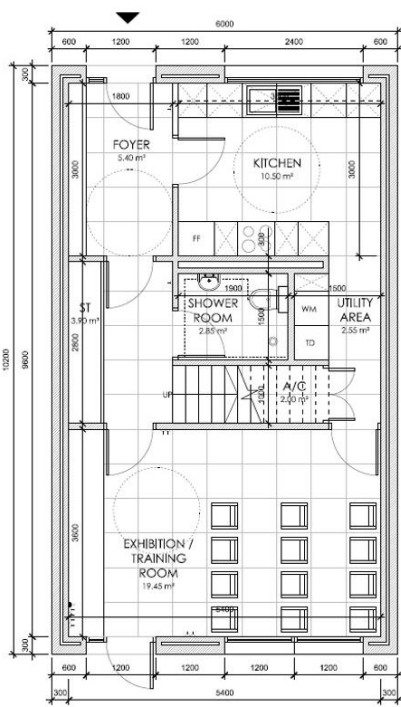 6000
600 1200 1200 2400 600
300
1800
FOYER
5.40 m²
KITCHEN
10.50 m²
3000
3000
FF
300
1900
1600
ST
3.90 m²
SHOWER
ROOM
2.85 m²
1500
WM
UTILITY
AREA
2.55 m²
TD
2800
10200
9600
UP
A/C
2.00 m²
1000
3600
EXHIBITION /
TRAINING
ROOM
19.45 m²
5400
300
600 1200 1200 1200 1200 600
300 5400 300